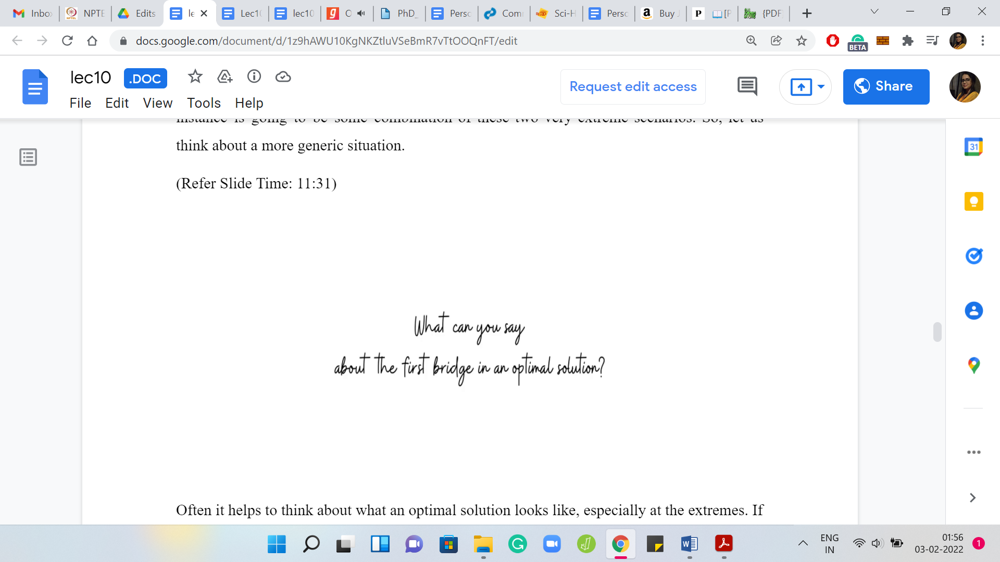 Inbo
NPTE
Edits
le
Lec1
lec10
PhD_
Perso
Com
Sci-H
Perso
Buy J
{PDF
docs.google.com/document/d/1z9hAWU10KgNKZtluVSeBmR7vTtOOQnFT/edit
BETA
lec10
.DOC
Request edit access
Share
File Edit View Tools Help
31
instance is going to be some combination of these two very extreme scenarios. So, let us
think about a more generic situation.
(Refer Slide Time: 11:31)
What can you say
about the first bridge in an optimal solution?
Often it helps to think about what an optimal solution looks like, especially at the extremes. If
ENG
IN
01:56
03-02-2022
1